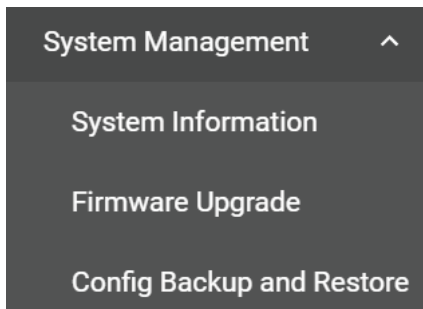 System Management
System Information
Firmware Upgrade
Config Backup and Restore